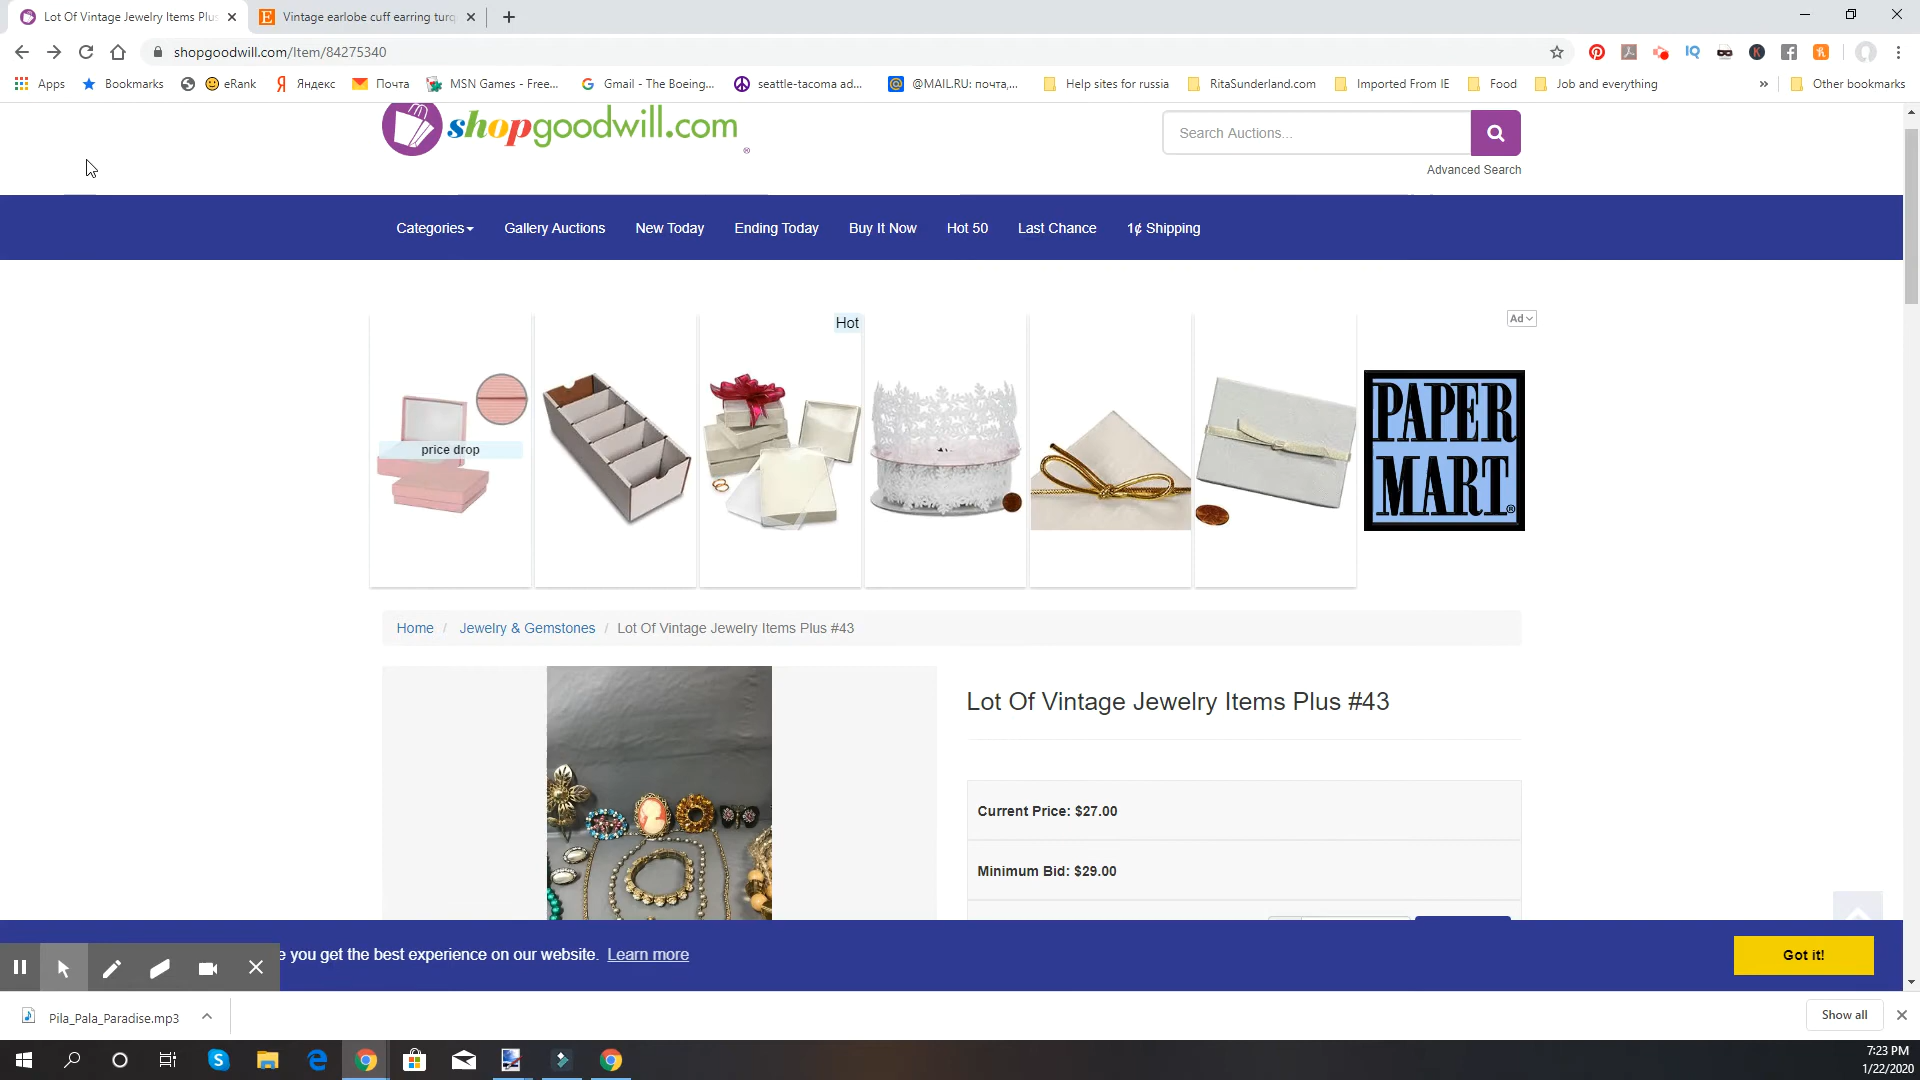 Lot Of Vintage Jewelry Items Plus
Vintage earlobe cuff earring turq
shopgoodwill.com/Item/84275340
Apps
Bookmarks
eRank
Яндекс
Почта
MSN Games - Free...
Gmail - The Boeing...
seattle-tacoma ad...
@MAIL.RU: почта,...
Help sites for russia
RitaSunderland.com
Imported From IE
Food
Job and everything
»
Other bookmarks
shopgoodwill.com®
Search Auctions...
Advanced Search
Categories
Gallery Auctions
New Today
Ending Today
Buy It Now
Hot 50
Last Chance
1¢ Shipping
Hot
Ad
price drop
PAPER
MART®
Home / Jewelry & Gemstones / Lot Of Vintage Jewelry Items Plus #43
Lot Of Vintage Jewelry Items Plus #43
Current Price: $27.00
Minimum Bid: $29.00
e you get the best experience on our website. Learn more
Got it!
Pila_Pala_Paradise.mp3
Show all
7:23 PM
1/22/2020